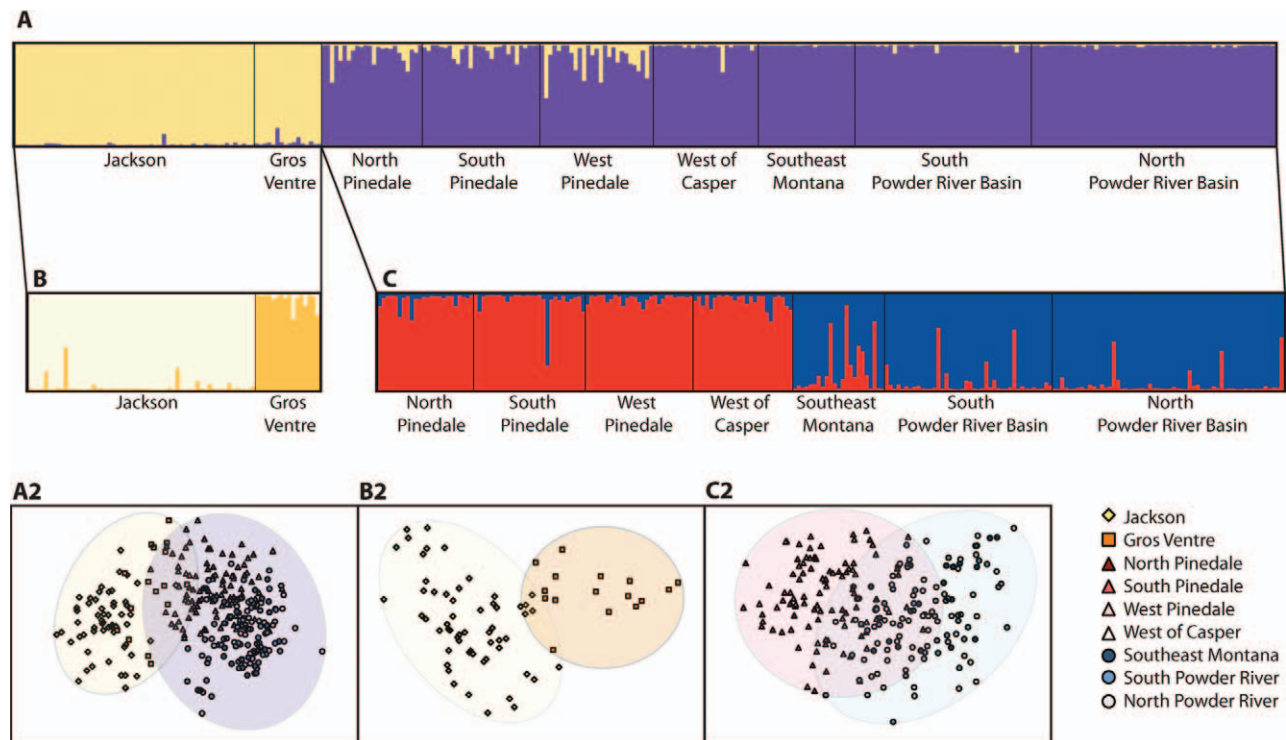 A
Jackson
Gros
Ventre
North
Pinedale
South
Pinedale
West
Pinedale
West of
Casper
Southeast
Montana
South
Powder River Basin
North
Powder River Basin
B
Jackson
Gros
Ventre
C
North
Pinedale
South
Pinedale
West
Pinedale
West of
Casper
Southeast
Montana
South
Powder River Basin
North
Powder River Basin
A2
B2
C2
Jackson
Gros Ventre
North Pinedale
South Pinedale
West Pinedale
West of Casper
Southeast Montana
South Powder River
North Powder River